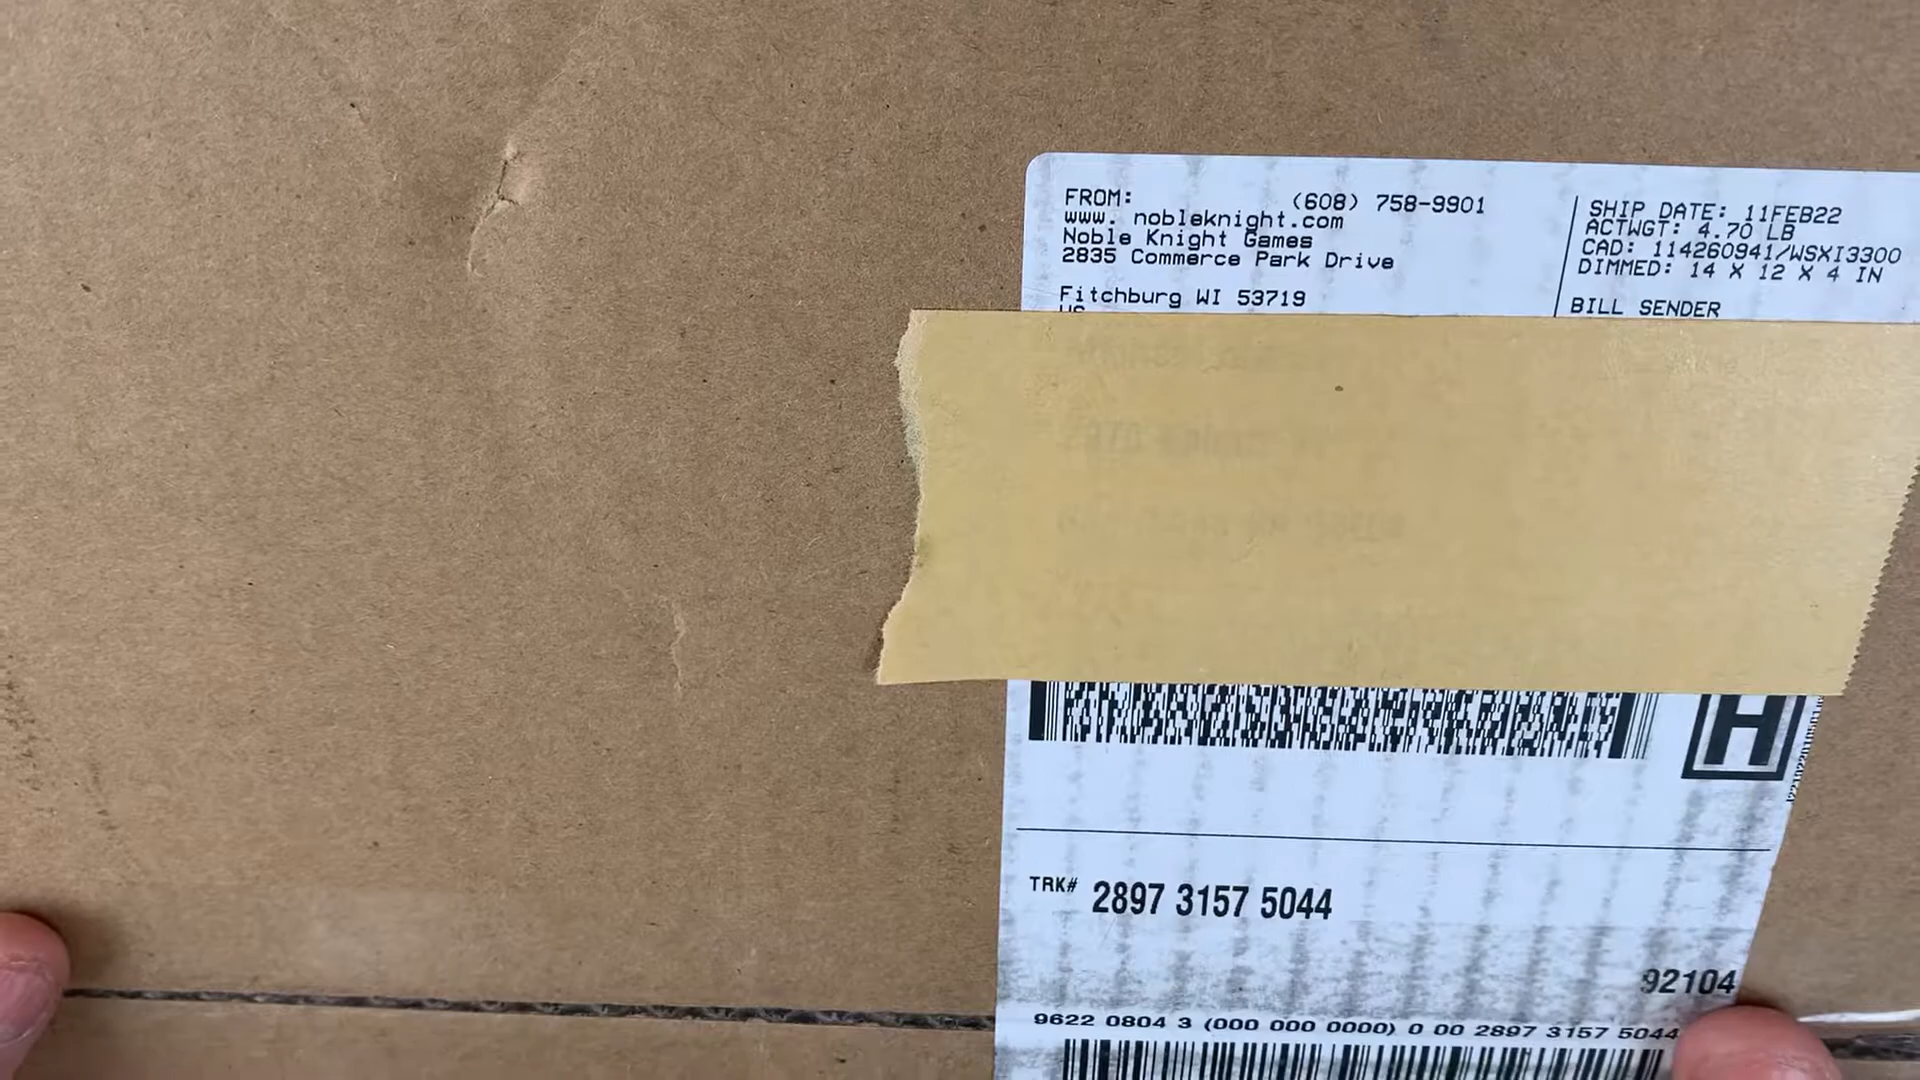 FROM: (608) 758-9901
www. nobleknight.com
Noble Knight Games
2835 Commerce Park Drive
Fitchburg WI 53719
US
SHIP DATE: 11FEB22
ACTWGT: 4.70 LB
CAD: 114260941/WSXI3300
DIMMED: 14 X 12 X 4 IN
BILL SENDER
H
TRK# 2897 3157 5044
92104
9622 0804 3 (000 000 0000) 0 00 2897 3157 5044